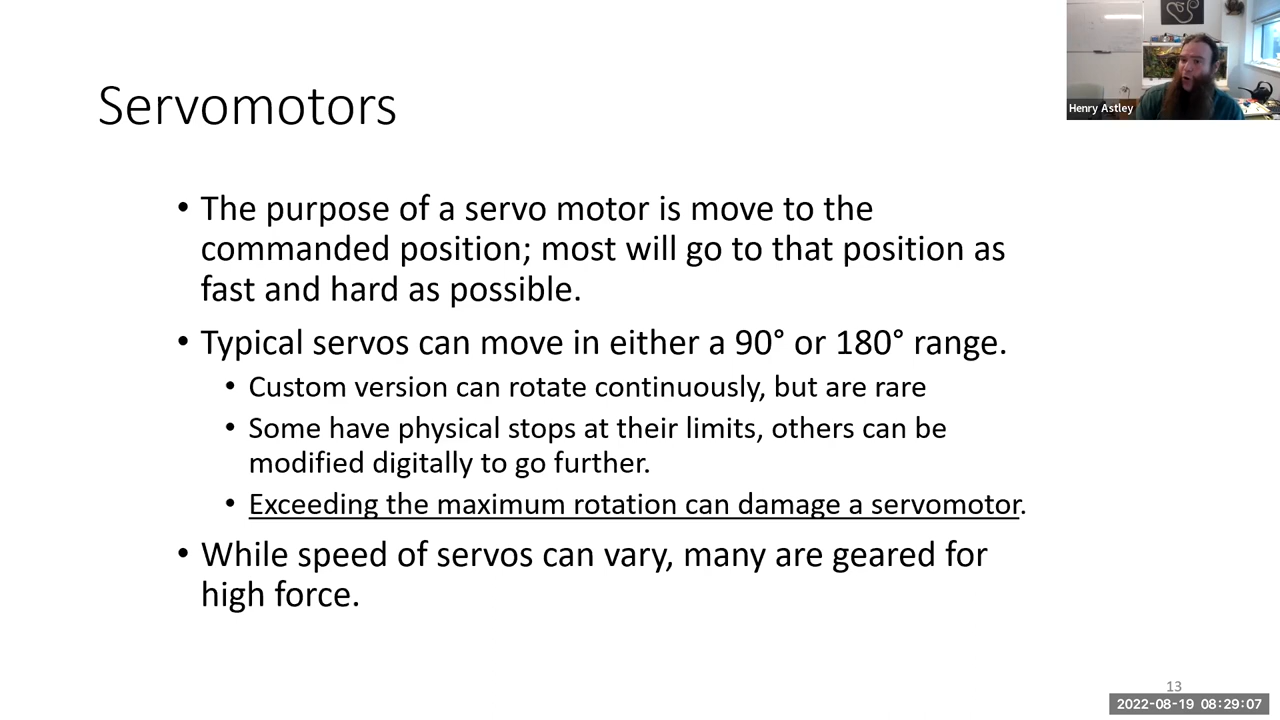 Henry Astley
Servomotors
• The purpose of a servo motor is move to the
commanded position; most will go to that position as
fast and hard as possible.
• Typical servos can move in either a 90° or 180° range.
• Custom version can rotate continuously, but are rare
• Some have physical stops at their limits, others can be
modified digitally to go further.
• Exceeding the maximum rotation can damage a servomotor.
• While speed of servos can vary, many are geared for
high force.
13
2022-08-19 08:29:07